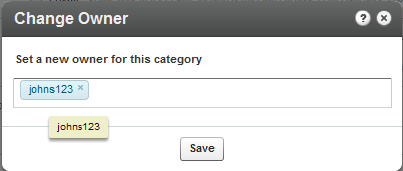 Change Owner ? ×
Set a new owner for this category
johns123 ×
johns123
Save